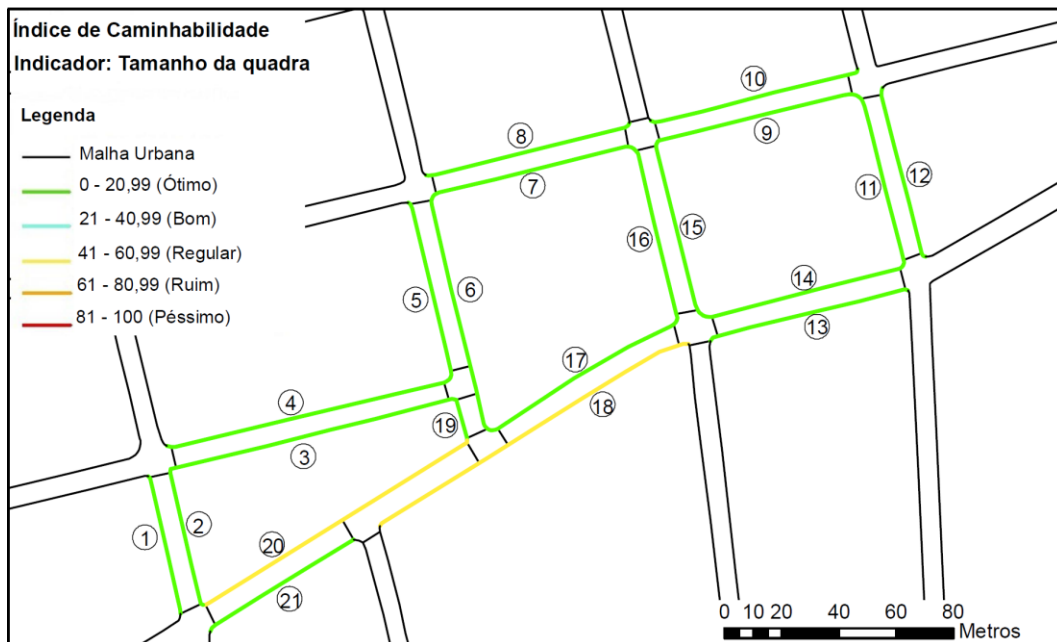 Índice de Caminhabilidade
Indicador: Tamanho da quadra
Legenda
Malha Urbana
0 - 20,99 (Ótimo)
21 - 40,99 (Bom)
41 - 60,99 (Regular)
61 - 80,99 (Ruim)
81 - 100 (Péssimo)
10
8
9
7
11
12
16
15
5
6
14
13
17
18
4
19
3
1
2
20
21
0 10 20 40 60 80
Metros